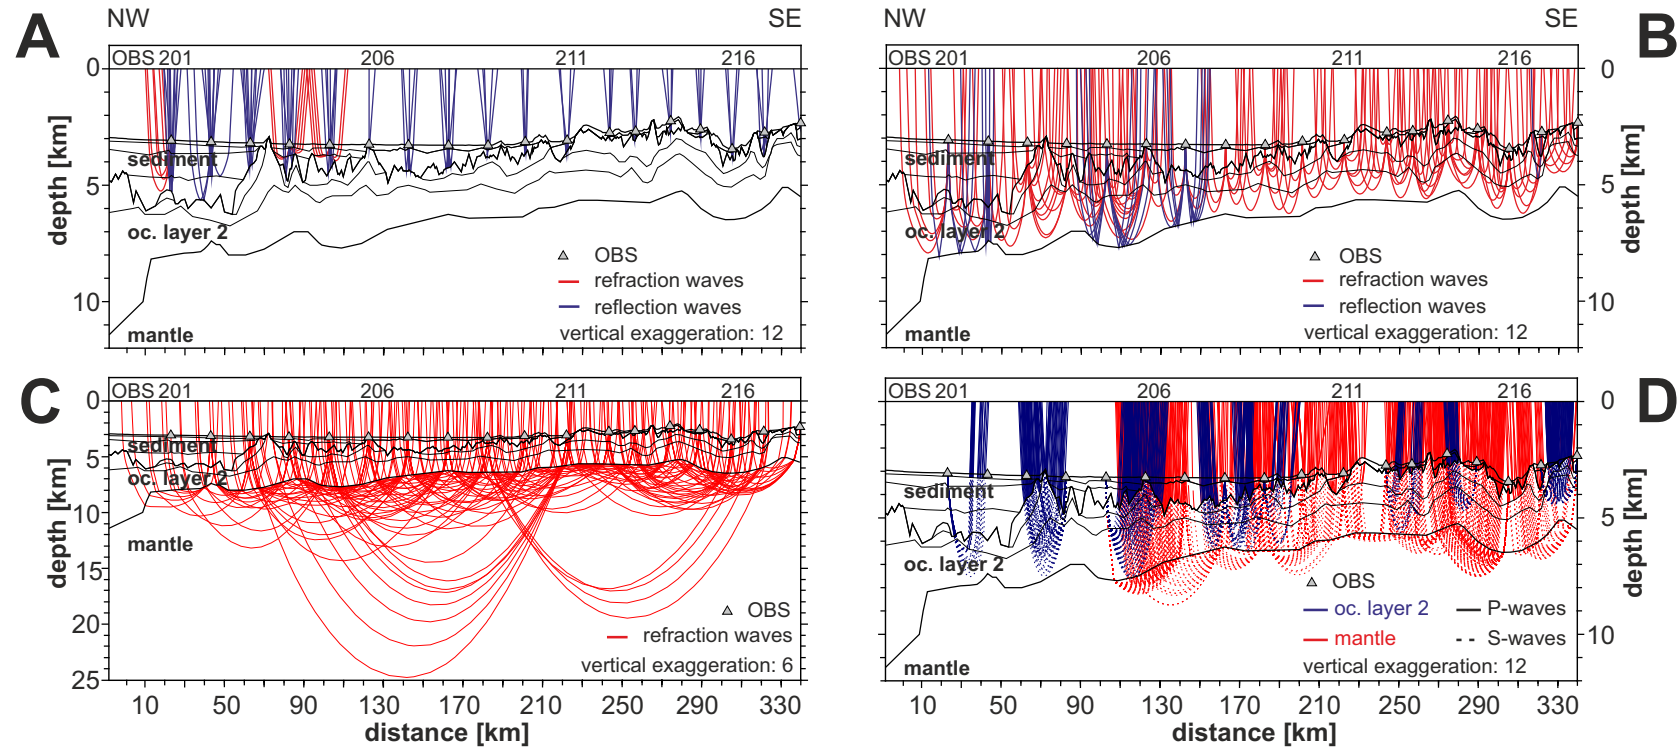 A
NW
SE
OBS 201
206
211
216
0
5
10
depth [km]
sediment
oc. layer 2
mantle
OBS
refraction waves
reflection waves
vertical exaggeration: 12
B
NW
SE
OBS 201
206
211
216
0
5
10
depth [km]
sediment
oc. layer 2
mantle
OBS
refraction waves
reflection waves
vertical exaggeration: 12
C
OBS 201
206
211
216
0
5
10
15
20
25
depth [km]
sediment
oc. layer 2
mantle
OBS
refraction waves
vertical exaggeration: 6
10 50 90 130 170 210 250 290 330
distance [km]
D
OBS 201
206
211
216
0
5
10
depth [km]
sediment
oc. layer 2
mantle
OBS
oc. layer 2
P-waves
mantle
S-waves
vertical exaggeration: 12
10 50 90 130 170 210 250 290 330
distance [km]